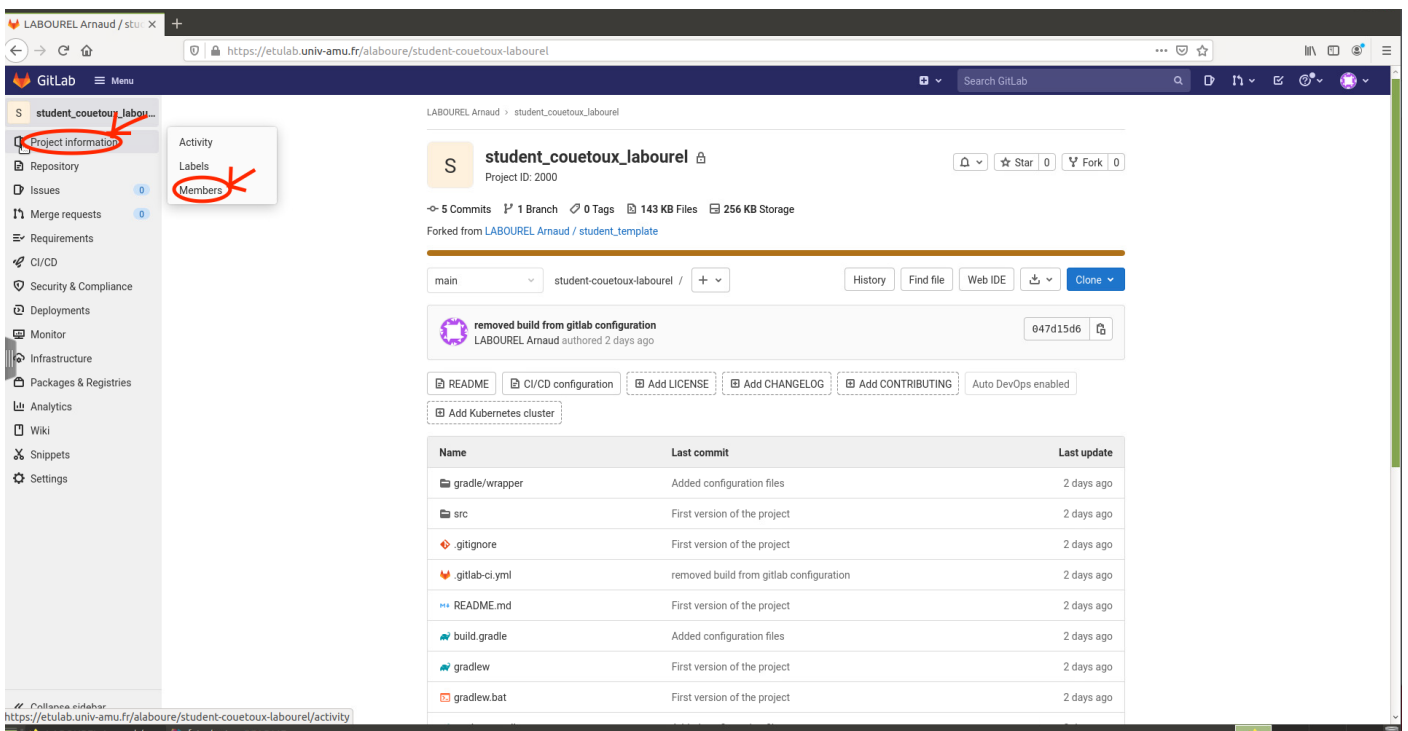 LABOUREL Arnaud / stud
https://etulab.univ-amu.fr/alaboure/student-couetoux-labourel
GitLab Menu Search GitLab
S student_couetoux_labou...
Project information
Repository
Issues 0
Merge requests 0
Requirements
CI/CD
Security & Compliance
Deployments
Monitor
Infrastructure
Packages & Registries
Analytics
Wiki
Snippets
Settings
Collapse sidebar
https://etulab.univ-amu.fr/alaboure/student-couetoux-labourel/activity
Activity
Labels
Members
LABOUREL Arnaud > student_couetoux_labourel
S student_couetoux_labourel
Project ID: 2000
Star 0 Fork 0
5 Commits 1 Branch 0 Tags 143 KB Files 256 KB Storage
Forked from LABOUREL Arnaud / student_template
main student-couetoux-labourel / + History Find file Web IDE Clone
removed build from gitlab configuration
LABOUREL Arnaud authored 2 days ago
047d15d6
README CI/CD configuration Add LICENSE Add CHANGELOG Add CONTRIBUTING Auto DevOps enabled
Add Kubernetes cluster
Name Last commit Last update
gradle/wrapper Added configuration files 2 days ago
src First version of the project 2 days ago
.gitignore First version of the project 2 days ago
.gitlab-ci.yml removed build from gitlab configuration 2 days ago
README.md First version of the project 2 days ago
build.gradle Added configuration files 2 days ago
gradlew First version of the project 2 days ago
gradlew.bat First version of the project 2 days ago